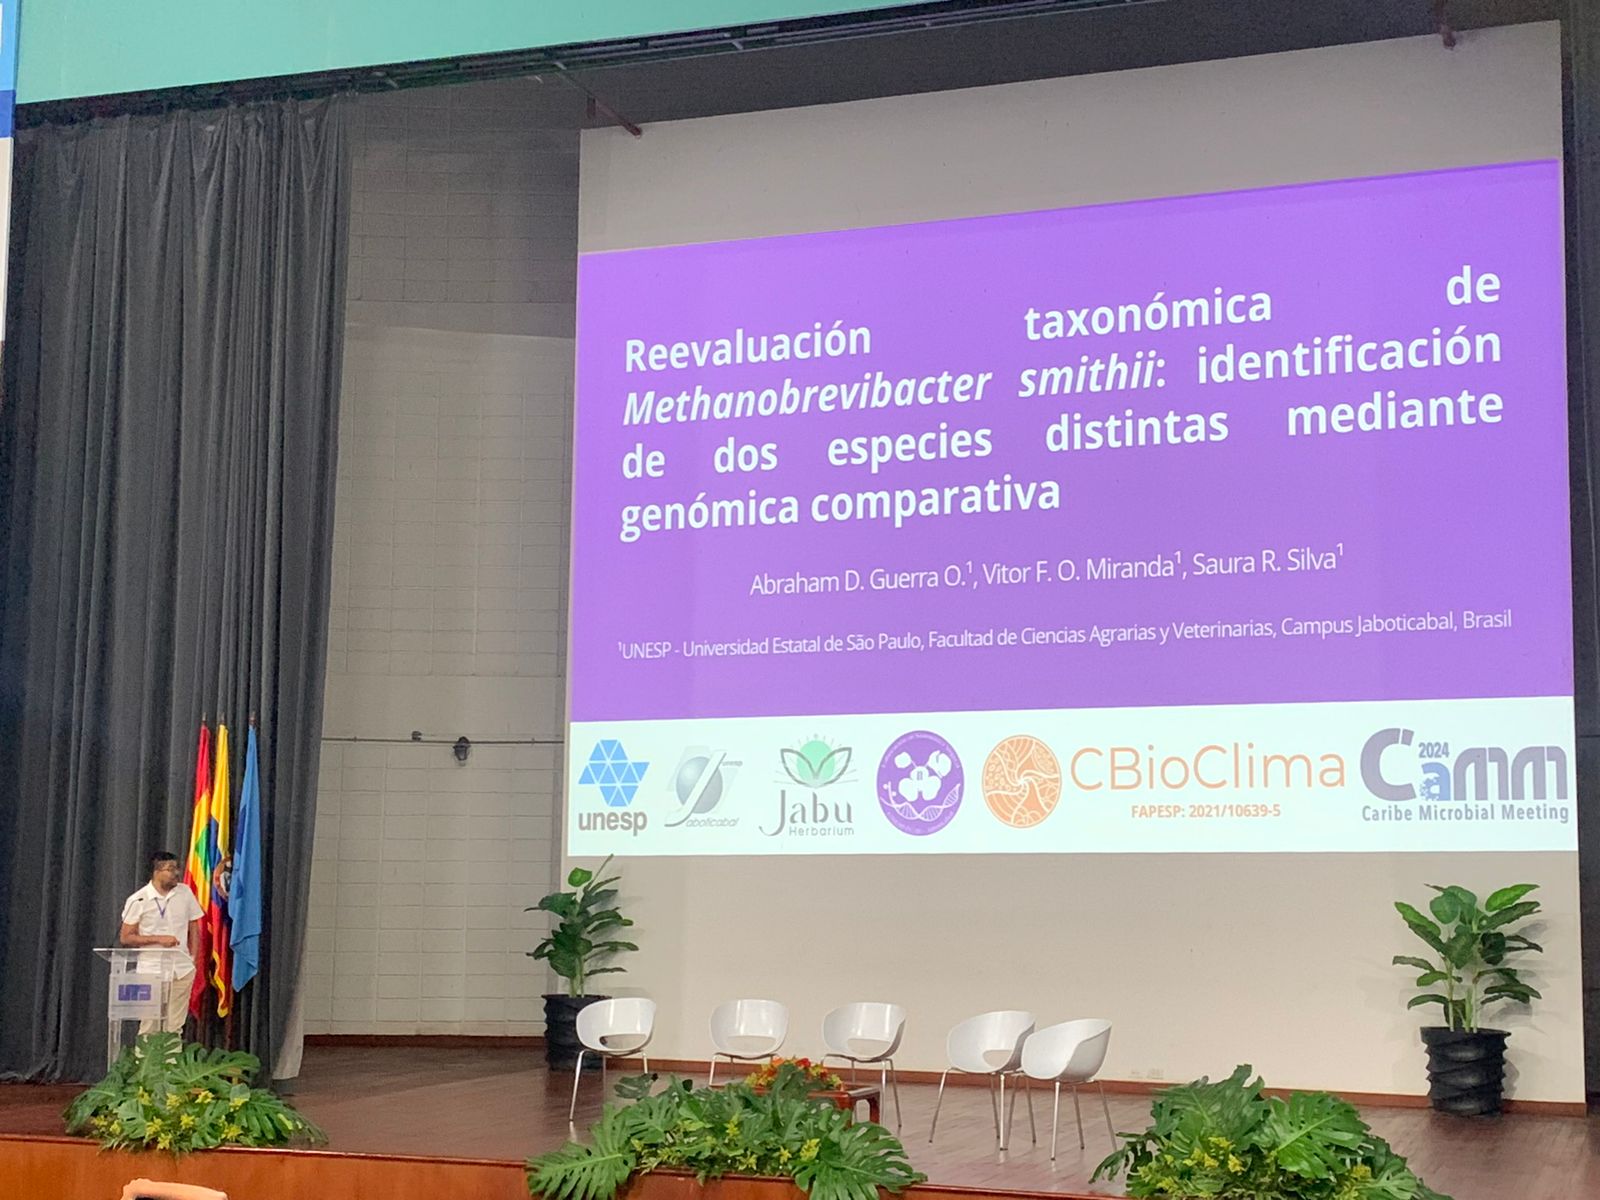 Reevaluación taxonómica de
Methanobrevibacter smithii: identificación
de dos especies distintas mediante
genómica comparativa
Abraham D. Guerra O.¹, Vitor F. O. Miranda¹, Saura R. Silva¹
¹UNESP - Universidad Estatal de São Paulo, Facultad de Ciencias Agrarias y Veterinarias, Campus Jaboticabal, Brasil
unesp
unesp
Jaboticabal
Jabu
Herbarium
CBioClima
FAPESP: 2021/10639-5
2024
Camm
Caribe Microbial Meeting